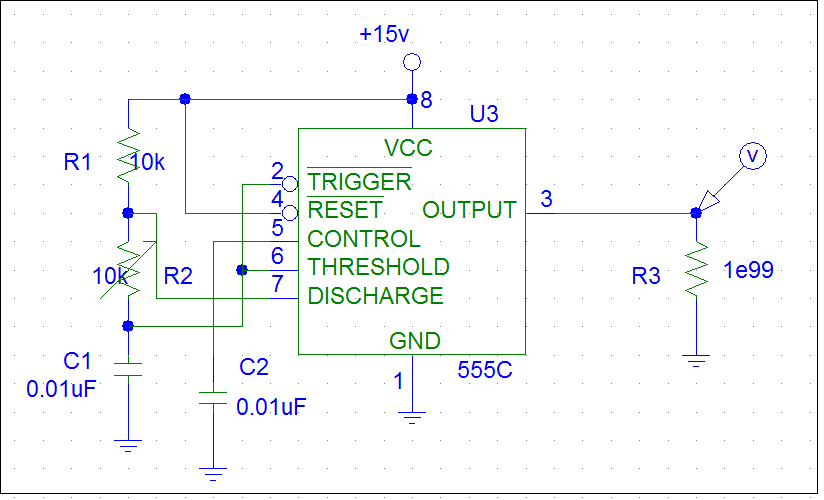 +15v
8
U3
VCC
R1
10k
V
2
TRIGGER
4
RESET
OUTPUT
3
5
CONTROL
6
THRESHOLD
10k
R2
7
DISCHARGE
R3
1e99
GND
C1
0.01uF
C2
0.01uF
1
555C